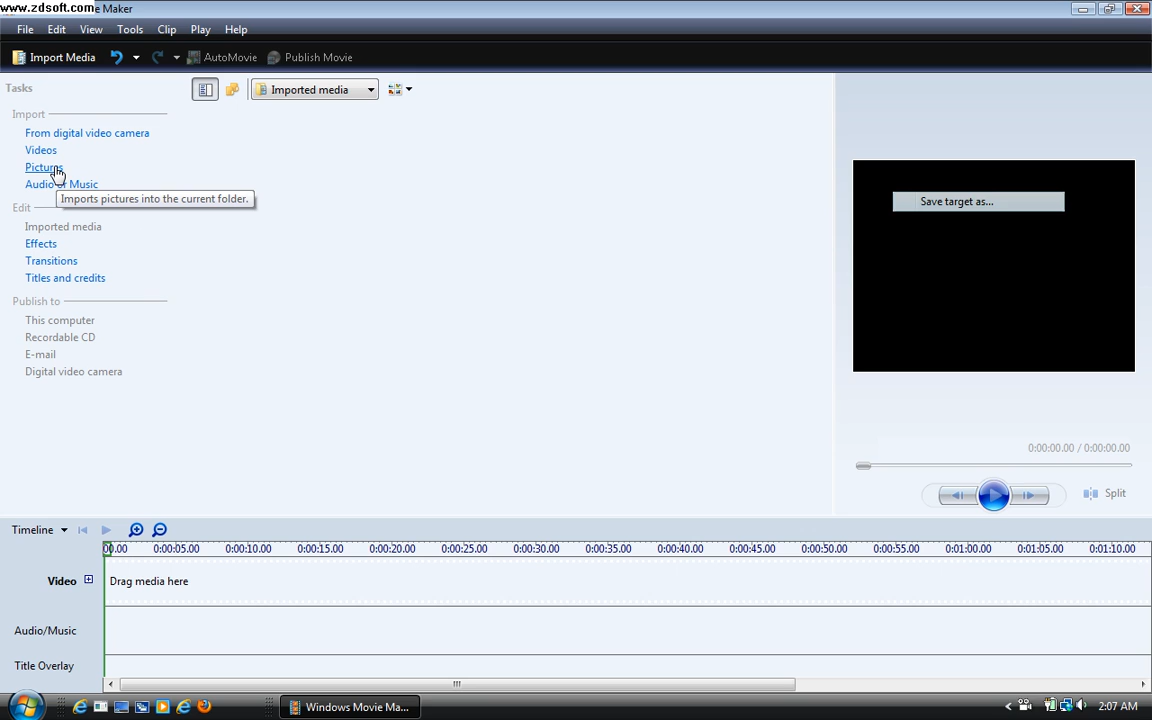 www.zdsoft.com e Maker
File Edit View Tools Clip Play Help
Import Media AutoMovie Publish Movie
Tasks
Imported media
Import
From digital video camera
Videos
Pictures
Audio or Music
Imports pictures into the current folder.
Edit
Imported media
Effects
Transitions
Titles and credits
Publish to
This computer
Recordable CD
E-mail
Digital video camera
Save target as...
0:00:00.00 / 0:00:00.00
Split
Timeline
00.00 0:00:05.00 0:00:10.00 0:00:15.00 0:00:20.00 0:00:25.00 0:00:30.00 0:00:35.00 0:00:40.00 0:00:45.00 0:00:50.00 0:00:55.00 0:01:00.00 0:01:05.00 0:01:10.00
Video Drag media here
Audio/Music
Title Overlay
Windows Movie Ma...
2:07 AM